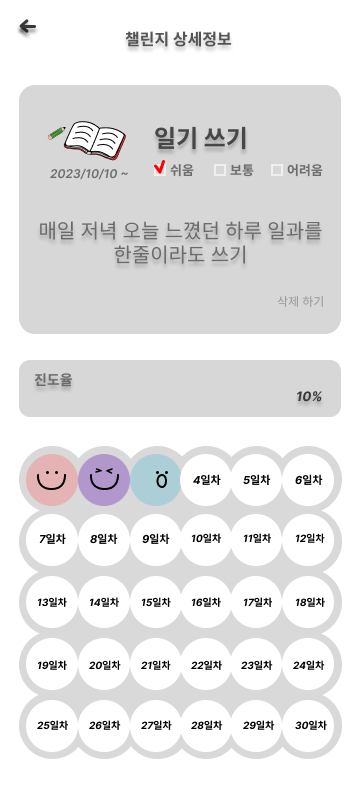 챌린지 상세정보
일기 쓰기
2023/10/10 ~
쉬움 보통 어려움
매일 저녁 오늘 느꼈던 하루 일과를
한줄이라도 쓰기
삭제 하기
진도율
10%
4일차 5일차 6일차
7일차 8일차 9일차 10일차 11일차 12일차
13일차 14일차 15일차 16일차 17일차 18일차
19일차 20일차 21일차 22일차 23일차 24일차
25일차 26일차 27일차 28일차 29일차 30일차